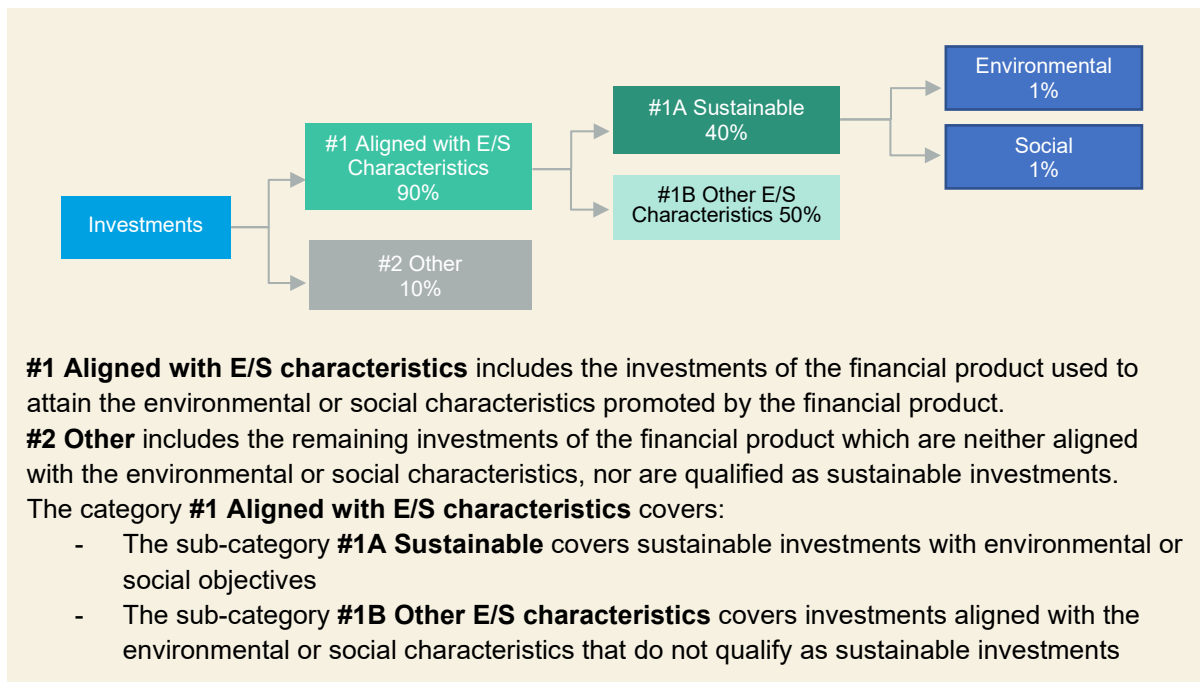 Investments
#1 Aligned with E/S
Characteristics
90%
#2 Other
10%
#1A Sustainable
40%
#1B Other E/S
Characteristics 50%
Environmental
1%
Social
1%
#1 Aligned with E/S characteristics includes the investments of the financial product used to
attain the environmental or social characteristics promoted by the financial product.
#2 Other includes the remaining investments of the financial product which are neither aligned
with the environmental or social characteristics, nor are qualified as sustainable investments.
The category #1 Aligned with E/S characteristics covers:
- The sub-category #1A Sustainable covers sustainable investments with environmental or
social objectives
- The sub-category #1B Other E/S characteristics covers investments aligned with the
environmental or social characteristics that do not qualify as sustainable investments